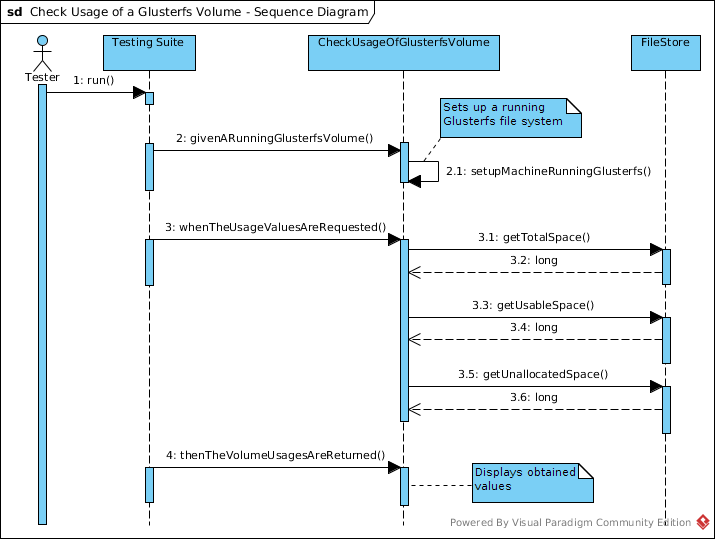 sd Check Usage of a Glusterfs Volume - Sequence Diagram
Testing Suite
CheckUsageOfGlusterfsVolume
FileStore
Tester
1: run()
Sets up a running
Glusterfs file system
2: givenARunningGlusterfsVolume()
2.1: setupMachineRunningGlusterfs()
3: whenTheUsageValuesAreRequested()
3.1: getTotalSpace()
3.2: long
3.3: getUsableSpace()
3.4: long
3.5: getUnallocatedSpace()
3.6: long
4: thenTheVolumeUsagesAreReturned()
Displays obtained
values
Powered By Visual Paradigm Community Edition